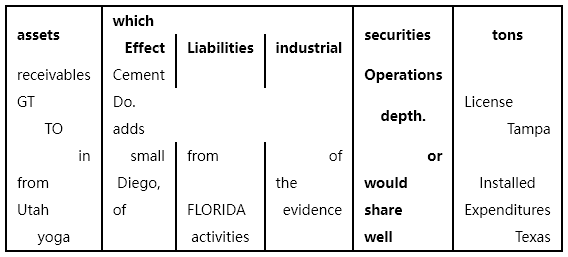 assets which securities tons
Effect Liabilities industrial
receivables Cement Operations
GT Do. depth. License
TO adds Tampa
in small from of or
from Diego, the would Installed
Utah of FLORIDA evidence share Expenditures
yoga activities well Texas